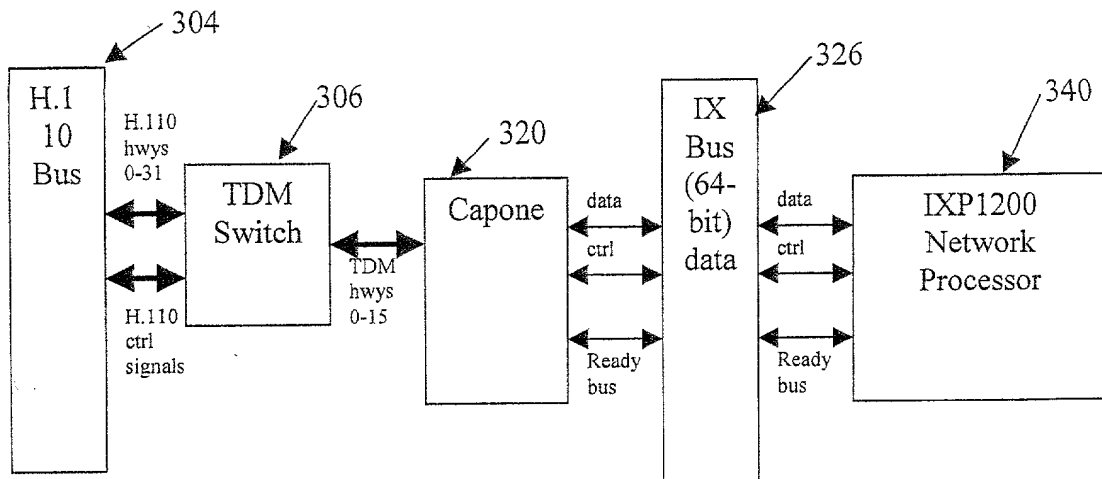 304
H.1
10
Bus
H.110
hwys
0-31
H.110
ctrl
signals
306
TDM
Switch
TDM
hwys
0-15
320
Capone
data
ctrl
Ready
bus
326
IX
Bus
(64-
bit)
data
data
ctrl
Ready
bus
340
IXP1200
Network
Processor